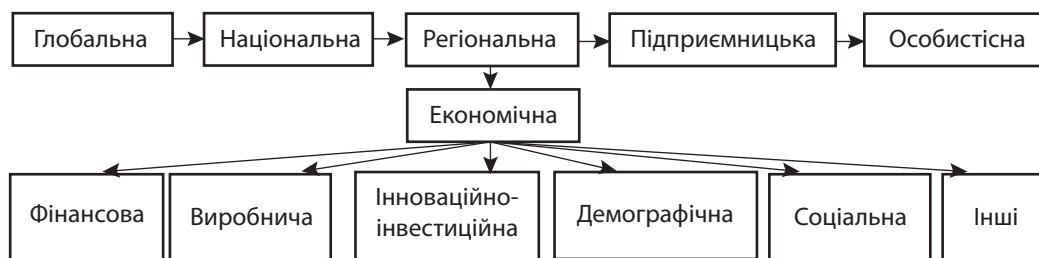 Глобальна
Національна
Регіональна
Підприємницька
Особистісна
Економічна
Фінансова
Виробнича
Інноваційно-
інвестиційна
Демографічна
Соціальна
Інші